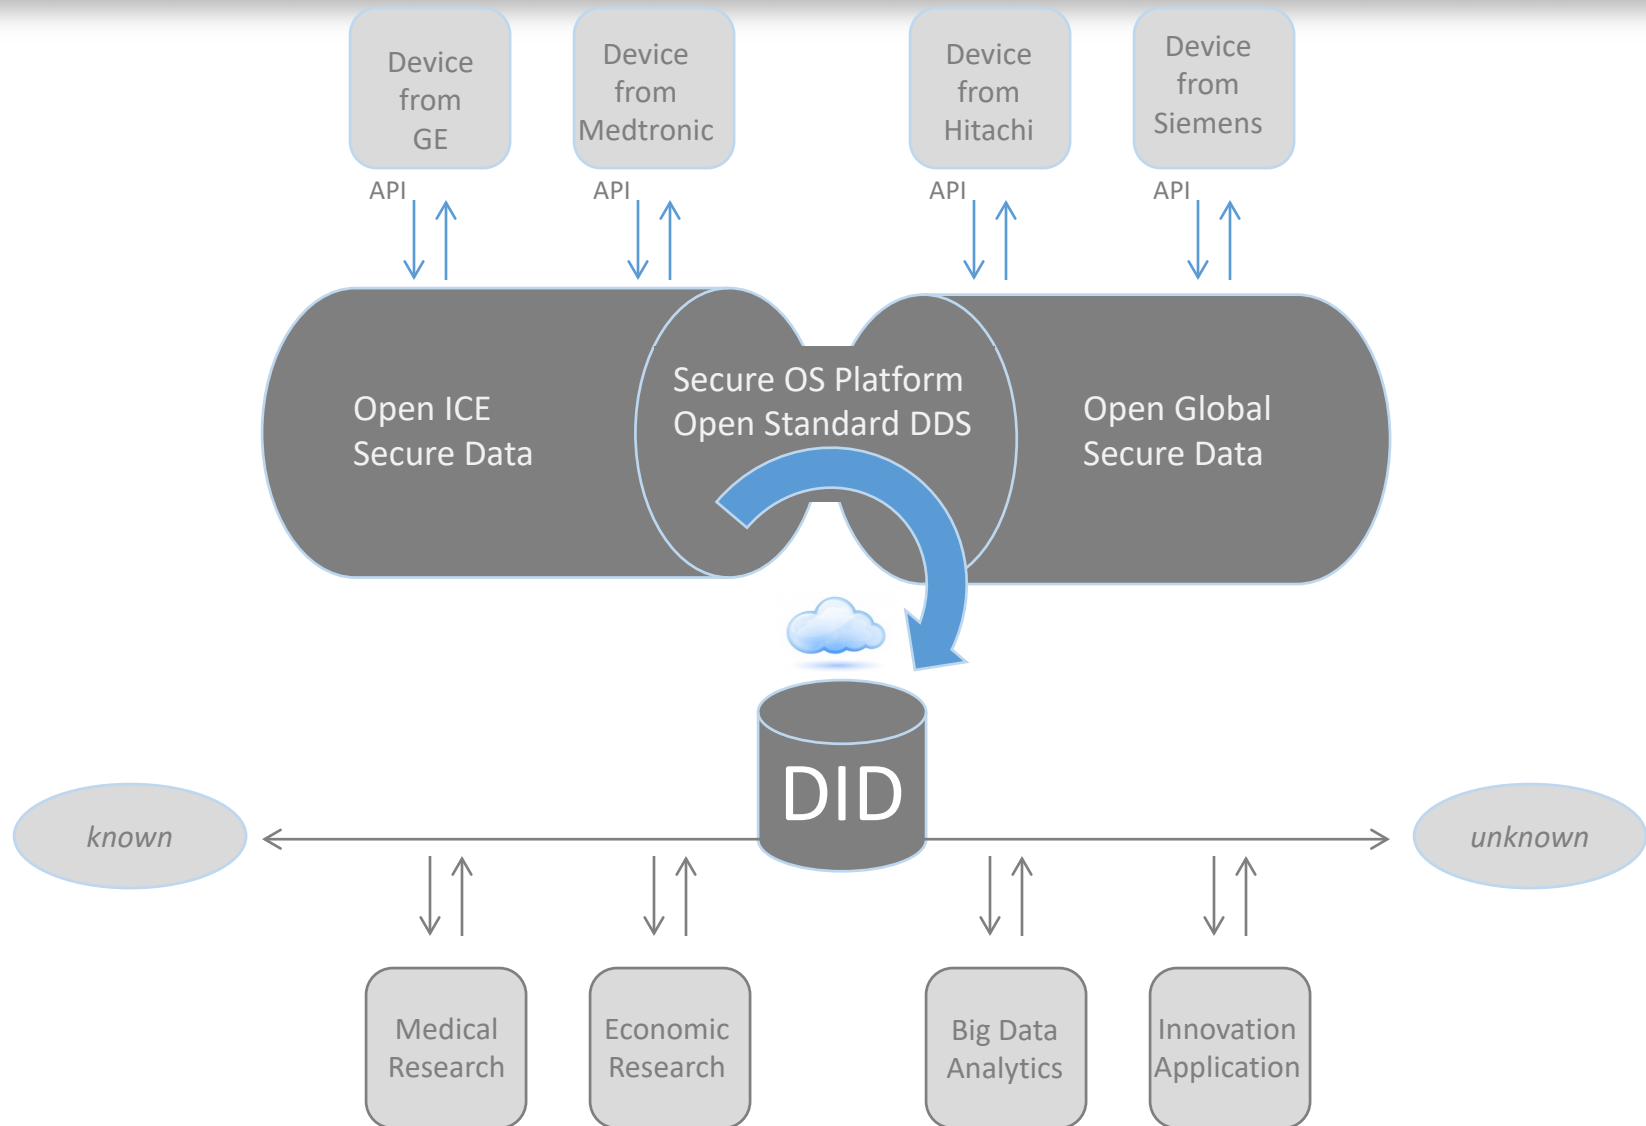 Device
from
GE
Device
from
Medtronic
Device
from
Hitachi
Device
from
Siemens
API
API
API
API
Open ICE
Secure Data
Secure OS Platform
Open Standard DDS
Open Global
Secure Data
DID
known
unknown
Medical
Research
Economic
Research
Big Data
Analytics
Innovation
Application